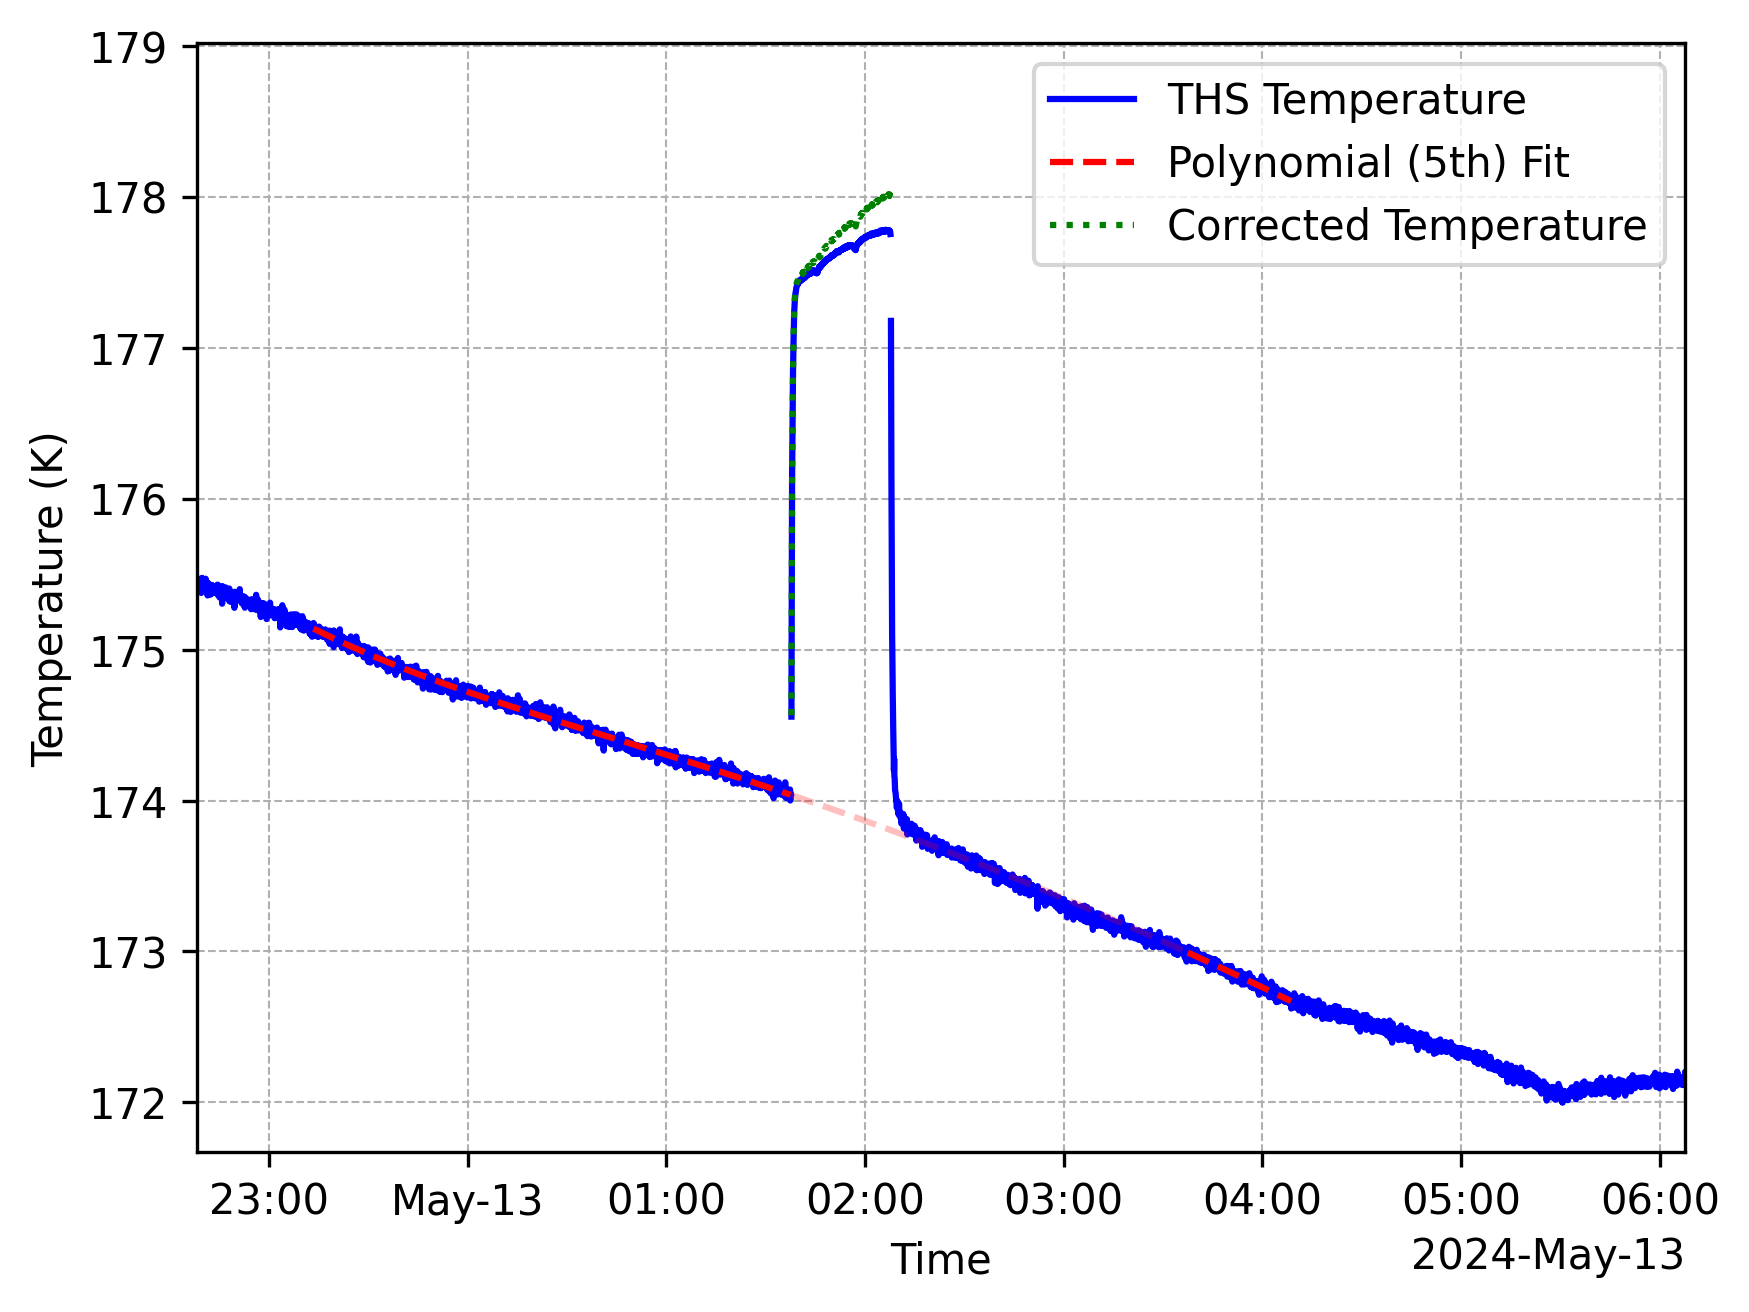 179
178
177
176
175
174
173
172
Temperature (K)
THS Temperature
Polynomial (5th) Fit
Corrected Temperature
23:00 May-13 01:00 02:00 03:00 04:00 05:00 06:00
Time
2024-May-13